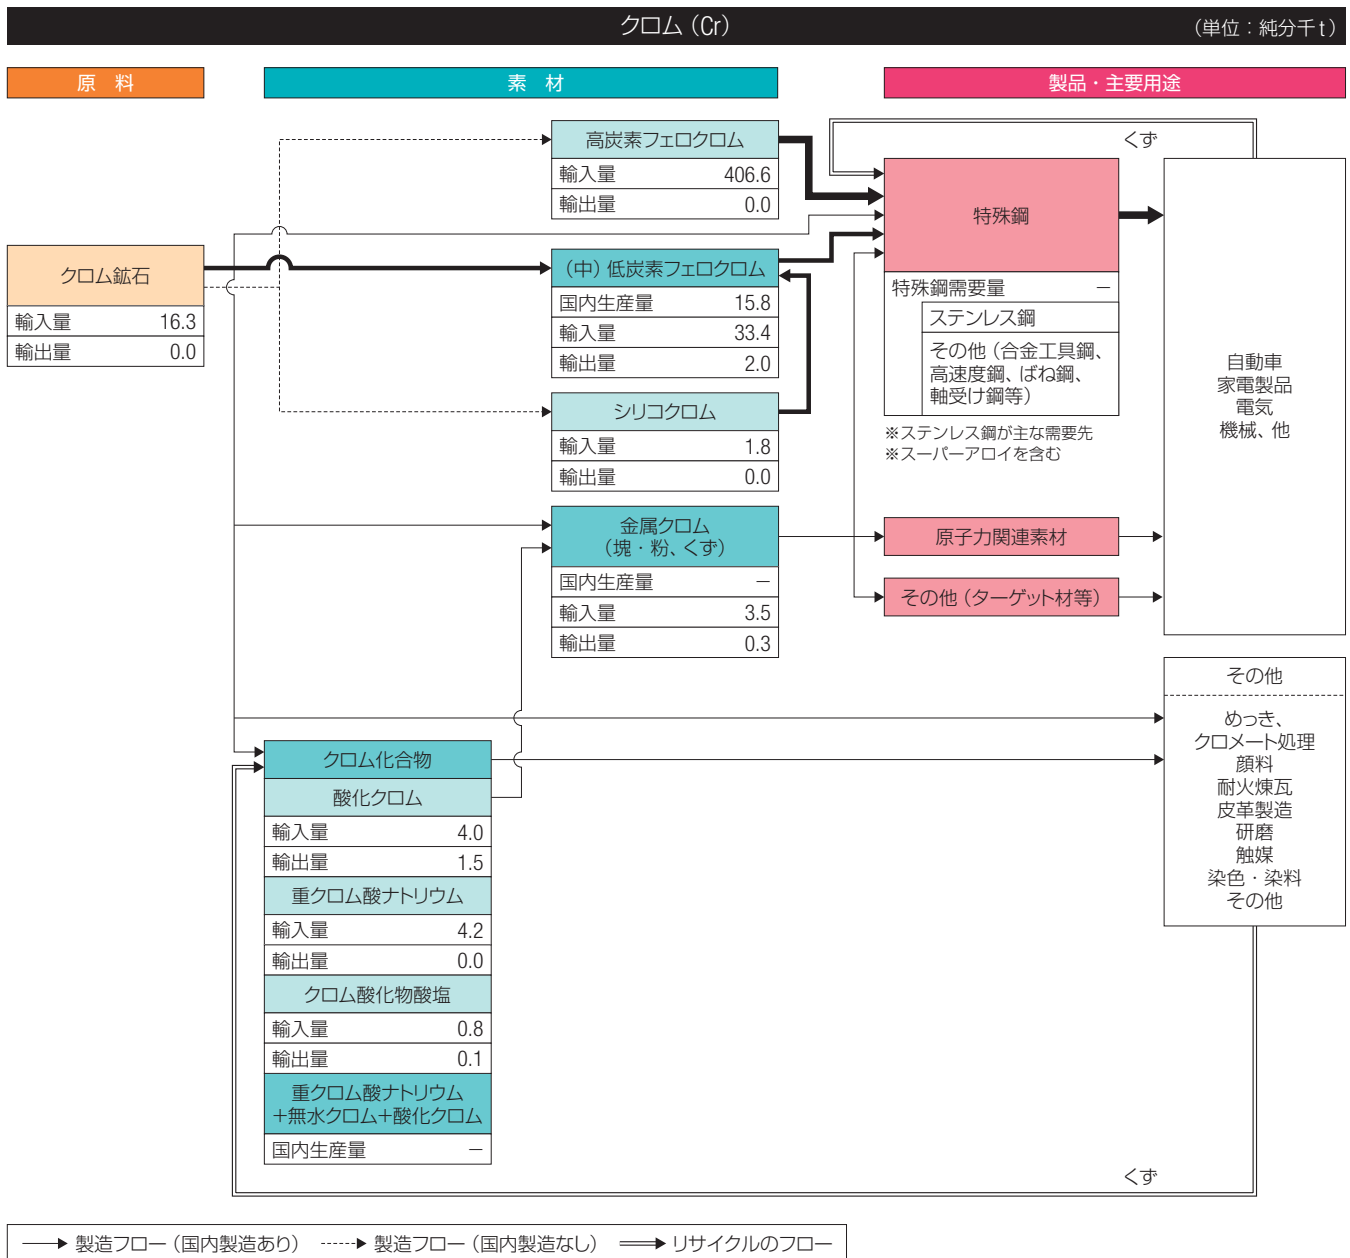 クロム（Cr）
（単位：純分千t）
原　料
素　材
製品・主要用途
クロム鉱石
輸入量 16.3
輸出量 0.0
高炭素フェロクロム
輸入量 406.6
輸出量 0.0
（中）低炭素フェロクロム
国内生産量 15.8
輸入量 33.4
輸出量 2.0
シリコクロム
輸入量 1.8
輸出量 0.0
金属クロム
（塊・粉、くず）
国内生産量 －
輸入量 3.5
輸出量 0.3
クロム化合物
酸化クロム
輸入量 4.0
輸出量 1.5
重クロム酸ナトリウム
輸入量 4.2
輸出量 0.0
クロム酸化物酸塩
輸入量 0.8
輸出量 0.1
重クロム酸ナトリウム
＋無水クロム＋酸化クロム
国内生産量 －
くず
特殊鋼
特殊鋼需要量 －
ステンレス鋼
その他（合金工具鋼、
高速度鋼、ばね鋼、
軸受け鋼等）
※ステンレス鋼が主な需要先
※スーパーアロイを含む
原子力関連素材
その他（ターゲット材等）
自動車
家電製品
電気
機械、他
その他
めっき、
クロメート処理
顔料
耐火煉瓦
皮革製造
研磨
触媒
染色・染料
その他
くず
製造フロー（国内製造あり）
製造フロー（国内製造なし）
リサイクルのフロー